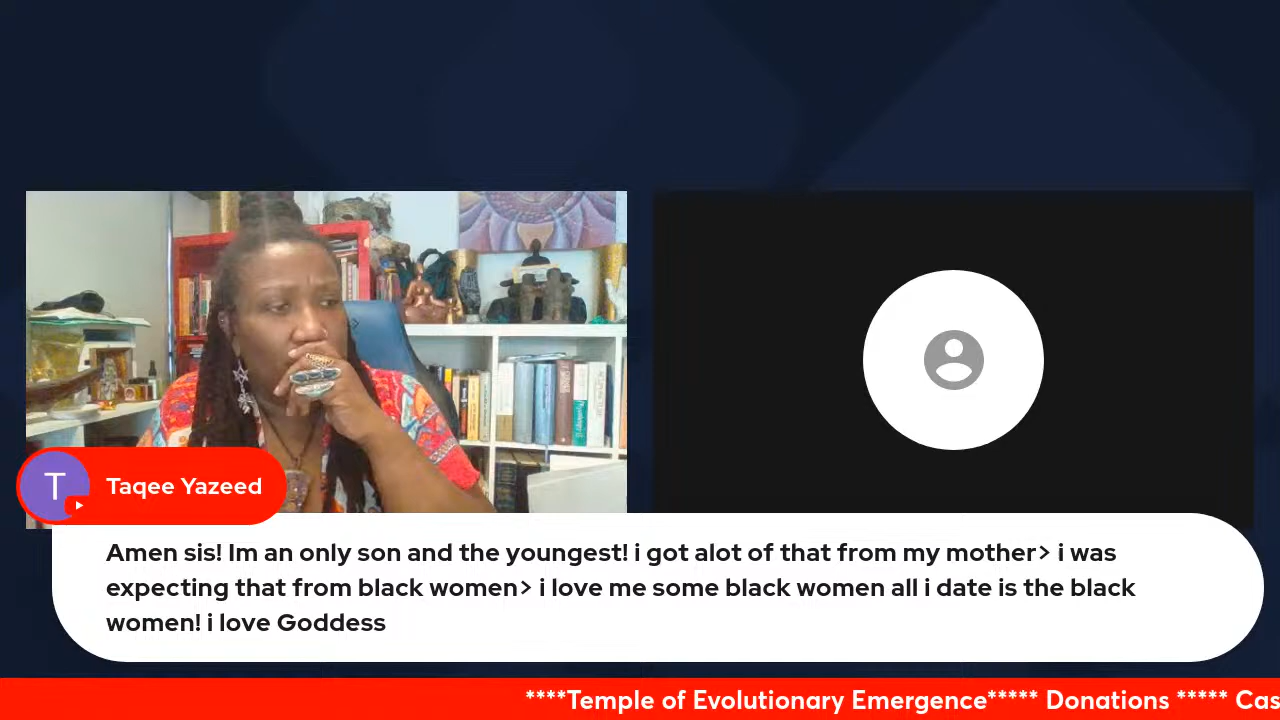 T
Taqee Yazeed
Amen sis! Im an only son and the youngest! i got alot of that from my mother> i was
expecting that from black women> i love me some black women all i date is the black
women! i love Goddess
****Temple of Evolutionary Emergence***** Donations ***** Cas